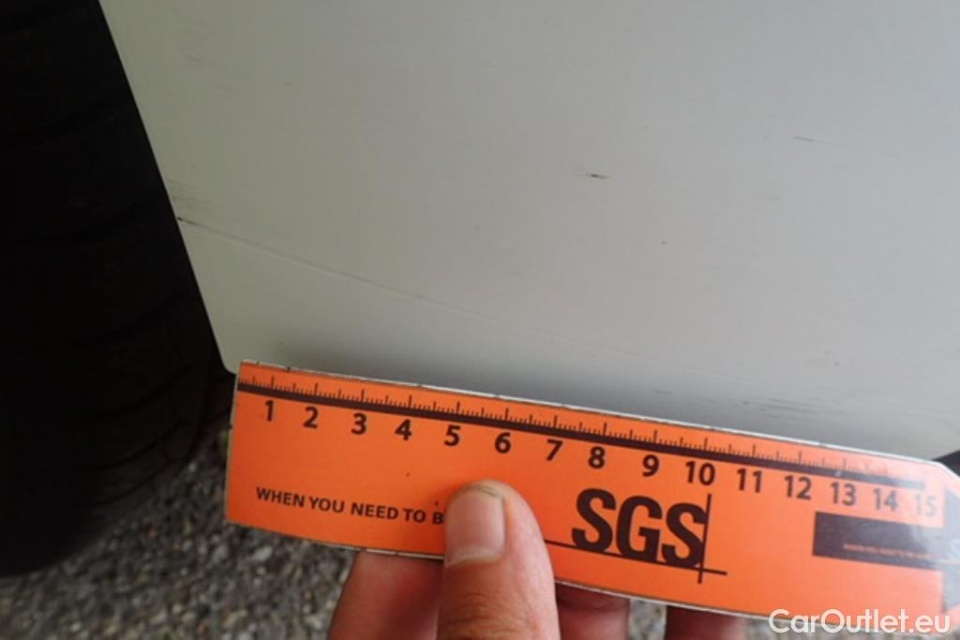 1 2 3 4 5 6 7 8 9 10 11 12 13 14 15
WHEN YOU NEED TO B
SGS
CarOutlet.eu